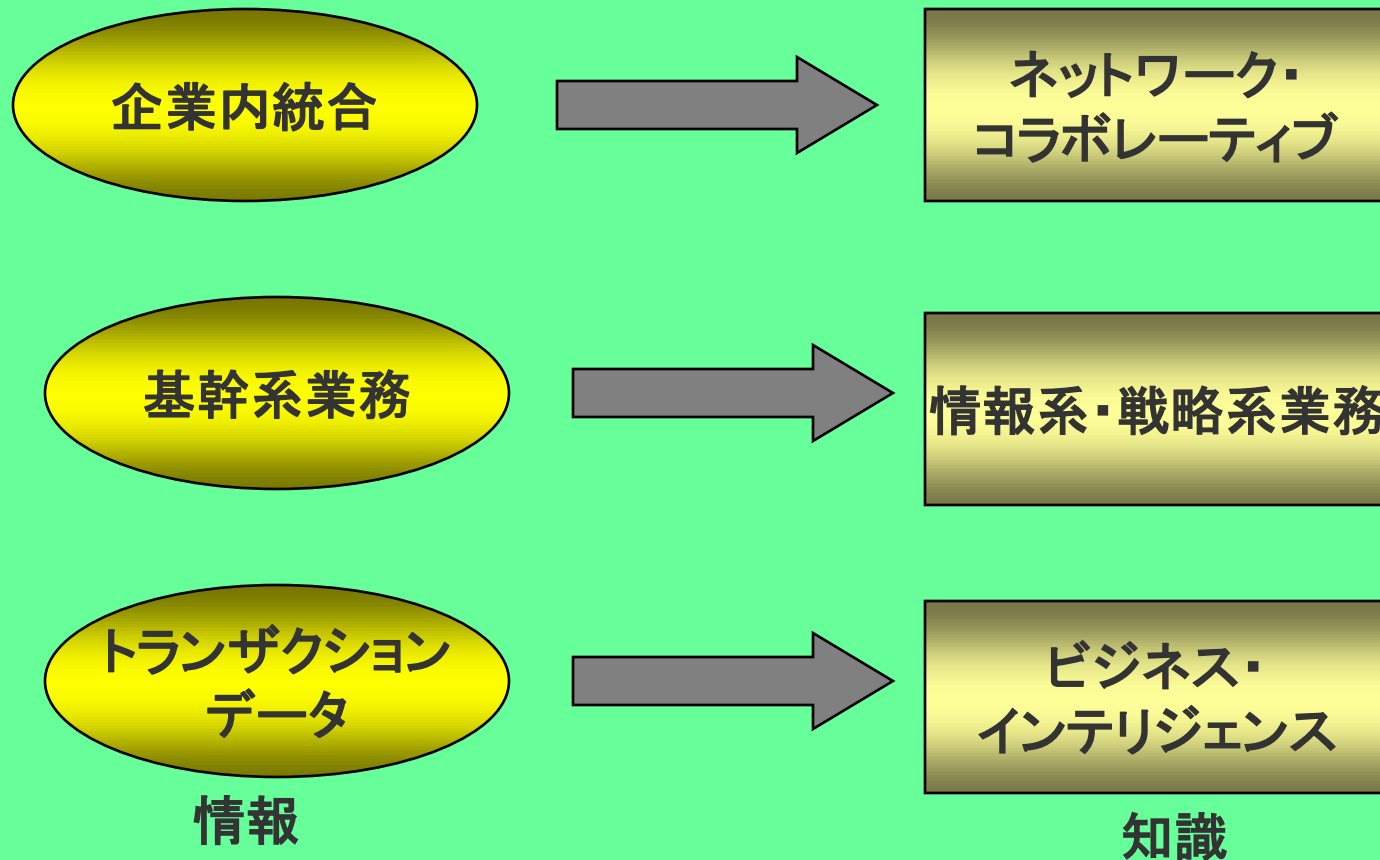 企業内統合
ネットワーク・
コラボレーティブ
基幹系業務
情報系・戦略系業務
トランザクション
データ
ビジネス・
インテリジェンス
情報
知識